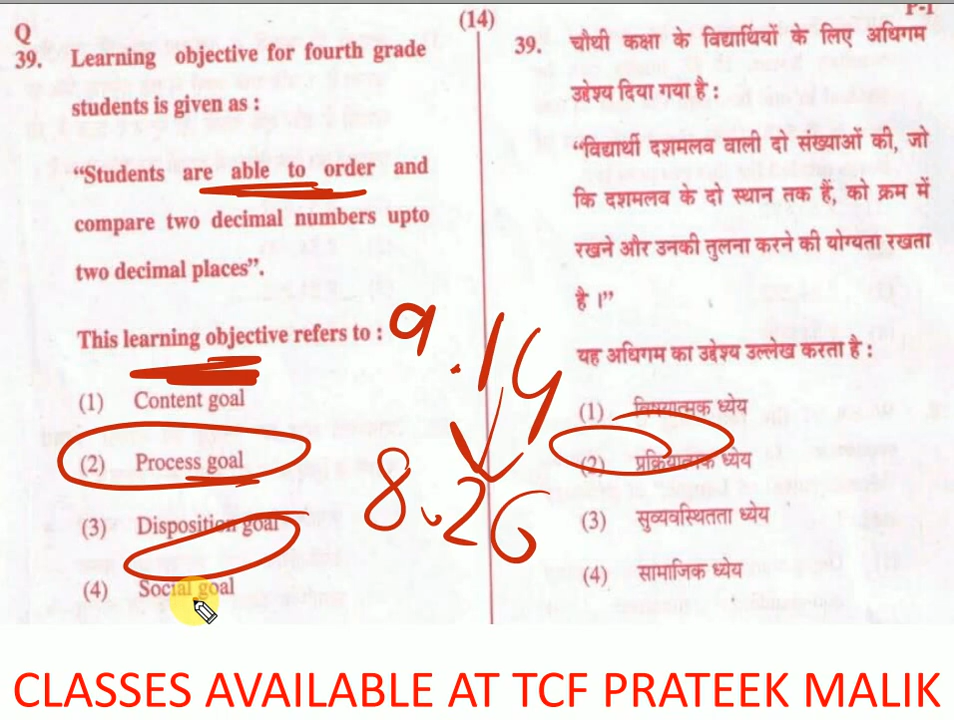 (14)
P-I
Q
39. Learning objective for fourth grade
students is given as :
“Students are able to order and
compare two decimal numbers upto
two decimal places”.
This learning objective refers to :
(1) Content goal
(2) Process goal
(3) Disposition goal
(4) Social goal
39. चौथी कक्षा के विद्यार्थियों के लिए अधिगम
उद्देश्य दिया गया है :
“विद्यार्थी दशमलव वाली दो संख्याओं की, जो
कि दशमलव के दो स्थान तक हैं, को क्रम में
रखने और उनकी तुलना करने की योग्यता रखता
है ।”
यह अधिगम का उद्देश्य उल्लेख करता है :
(1) विषयात्मक ध्येय
(2) प्रक्रियात्मक ध्येय
(3) सुव्यवस्थितता ध्येय
(4) सामाजिक ध्येय
9.14
8.26
CLASSES AVAILABLE AT TCF PRATEEK MALIK